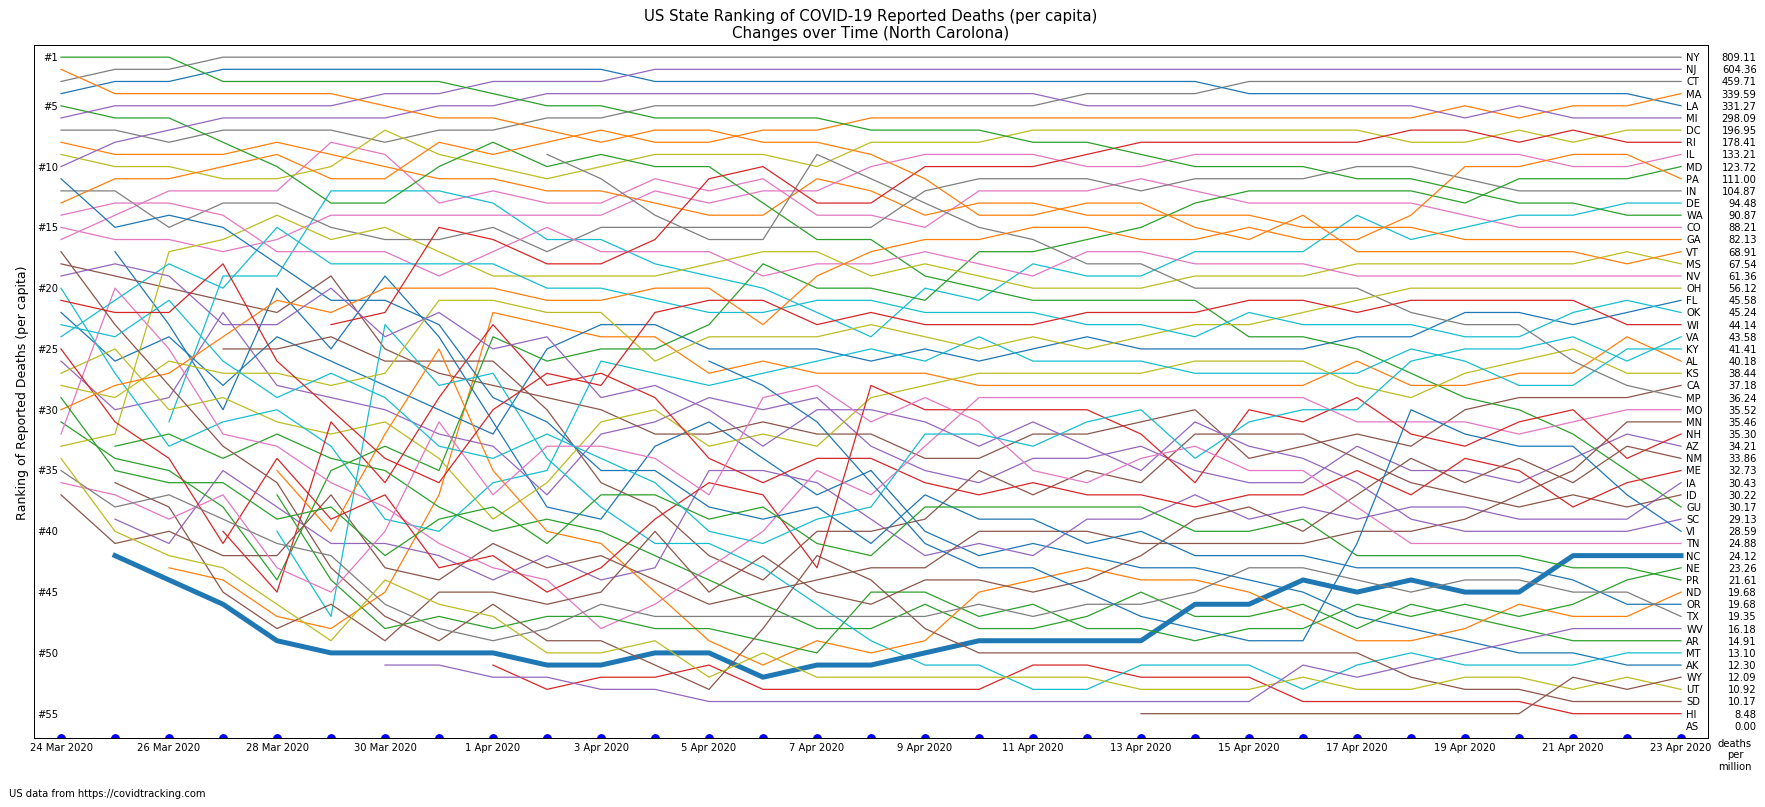 US State Ranking of COVID-19 Reported Deaths (per capita)
Changes over Time (North Carolona)
Ranking of Reported Deaths (per capita)
#1
#5
#10
#15
#20
#25
#30
#35
#40
#45
#50
#55
NY 809.11
NJ 604.36
CT 459.71
MA 339.59
LA 331.27
MI 298.09
DC 196.95
RI 178.41
IL 133.21
MD 123.72
PA 111.00
IN 104.87
DE 94.48
WA 90.87
CO 88.21
GA 82.13
VT 68.91
MS 67.54
NV 61.36
OH 56.12
FL 45.58
OK 45.24
WI 44.14
VA 43.58
KY 41.41
AL 40.18
KS 38.44
CA 37.18
MP 36.24
MO 35.52
MN 35.46
NH 35.30
AZ 34.21
NM 33.86
ME 32.73
IA 30.43
ID 30.22
GU 30.17
SC 29.13
VI 28.59
TN 24.88
NC 24.12
NE 23.26
PR 21.61
ND 19.68
OR 19.68
TX 19.35
WV 16.18
AR 14.91
MT 13.10
AK 12.30
WY 12.09
UT 10.92
SD 10.17
HI 8.48
AS 0.00
24 Mar 2020 26 Mar 2020 28 Mar 2020 30 Mar 2020 1 Apr 2020 3 Apr 2020 5 Apr 2020 7 Apr 2020 9 Apr 2020 11 Apr 2020 13 Apr 2020 15 Apr 2020 17 Apr 2020 19 Apr 2020 21 Apr 2020 23 Apr 2020
deaths
per
million
US data from https://covidtracking.com